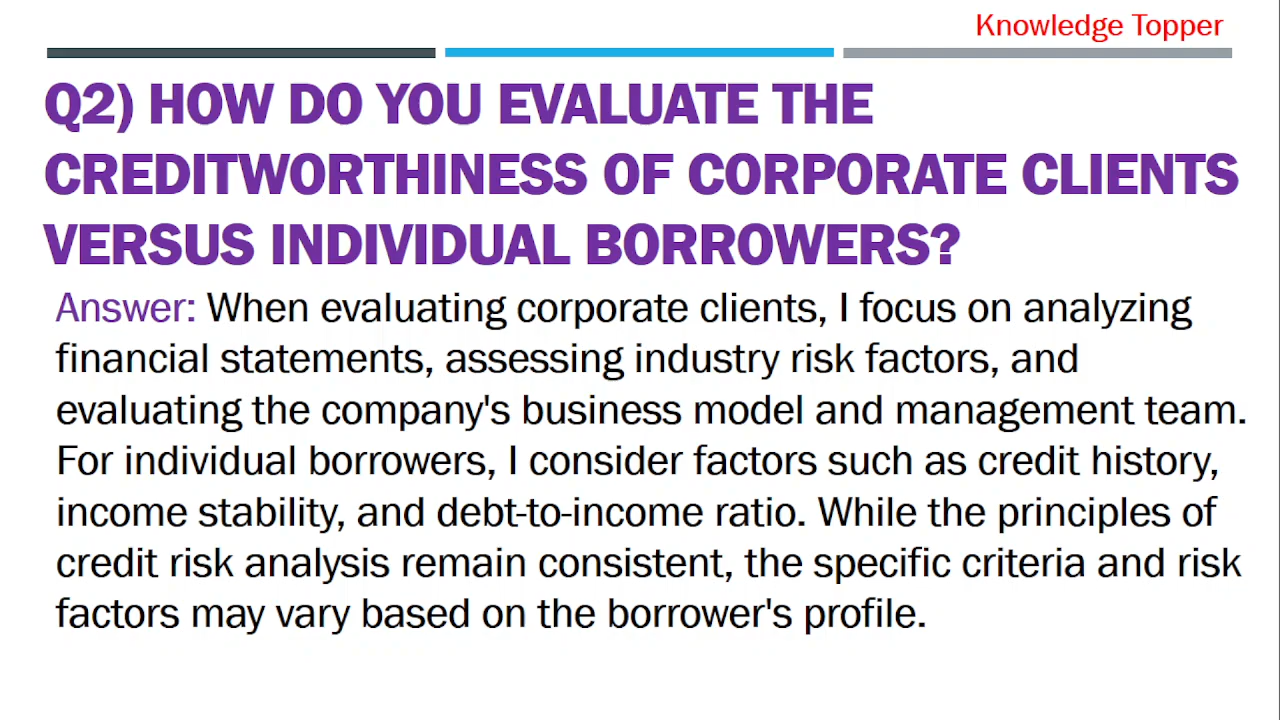 Knowledge Topper
Q2) HOW DO YOU EVALUATE THE
CREDITWORTHINESS OF CORPORATE CLIENTS
VERSUS INDIVIDUAL BORROWERS?
Answer: When evaluating corporate clients, I focus on analyzing
financial statements, assessing industry risk factors, and
evaluating the company's business model and management team.
For individual borrowers, I consider factors such as credit history,
income stability, and debt-to-income ratio. While the principles of
credit risk analysis remain consistent, the specific criteria and risk
factors may vary based on the borrower's profile.